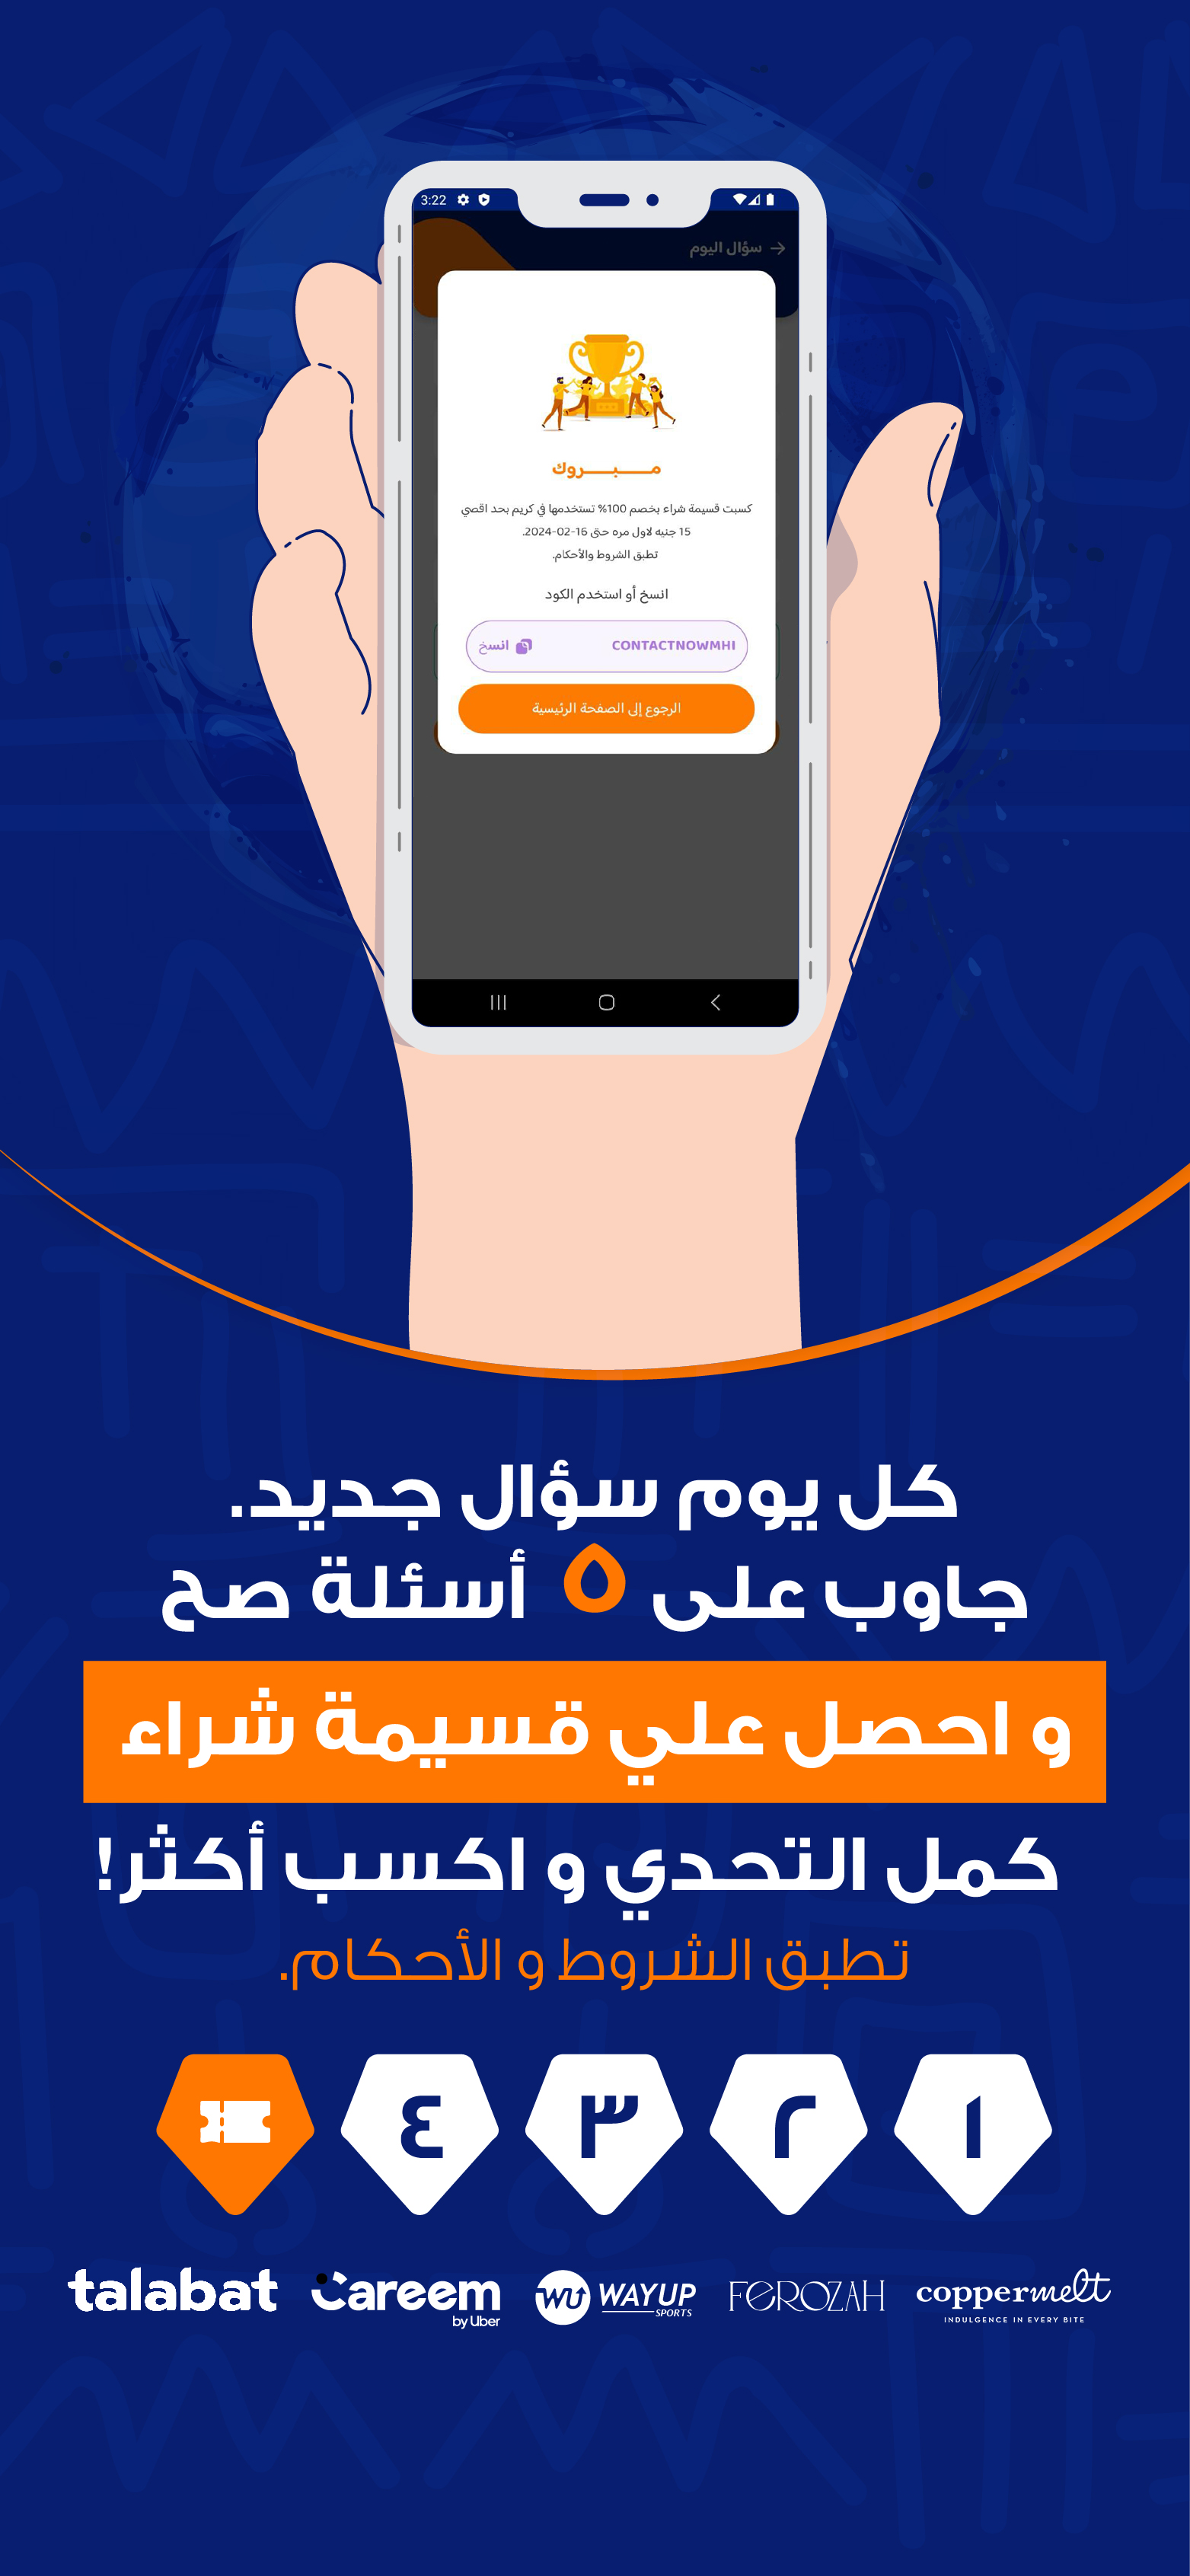 3:22
سؤال اليوم
مـــــبـــــروك
كسبت قسيمة شراء بخصم 100% تستخدمها في كريم بحد اقصي
15 جنيه لاول مره حتى 16-02-2024.
تطبق الشروط والأحكام.
انسخ أو استخدم الكود
CONTACTNOWMHI انسخ
الرجوع إلى الصفحة الرئيسية
كل يوم سؤال جديد.
جاوب على ٥ أسئلة صح
و احصل علي قسيمة شراء
كمل التحدي و اكسب أكثر!
تطبق الشروط و الأحكام.
١ ٢ ٣ ٤
talabat Careem WU WAYUP FEROZAH coppermelt
by Uber SPORTS INDULGENCE IN EVERY BITE